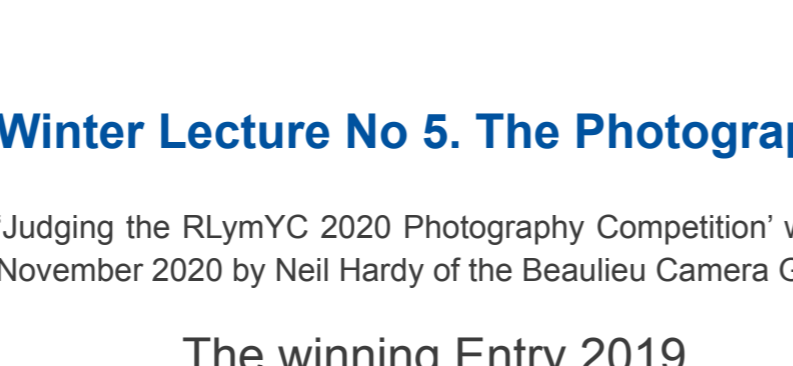 Winter Lecture No 5. The Photograp
'Judging the RLymYC 2020 Photography Competition' w
November 2020 by Neil Hardy of the Beaulieu Camera G
The winning Entry 2019